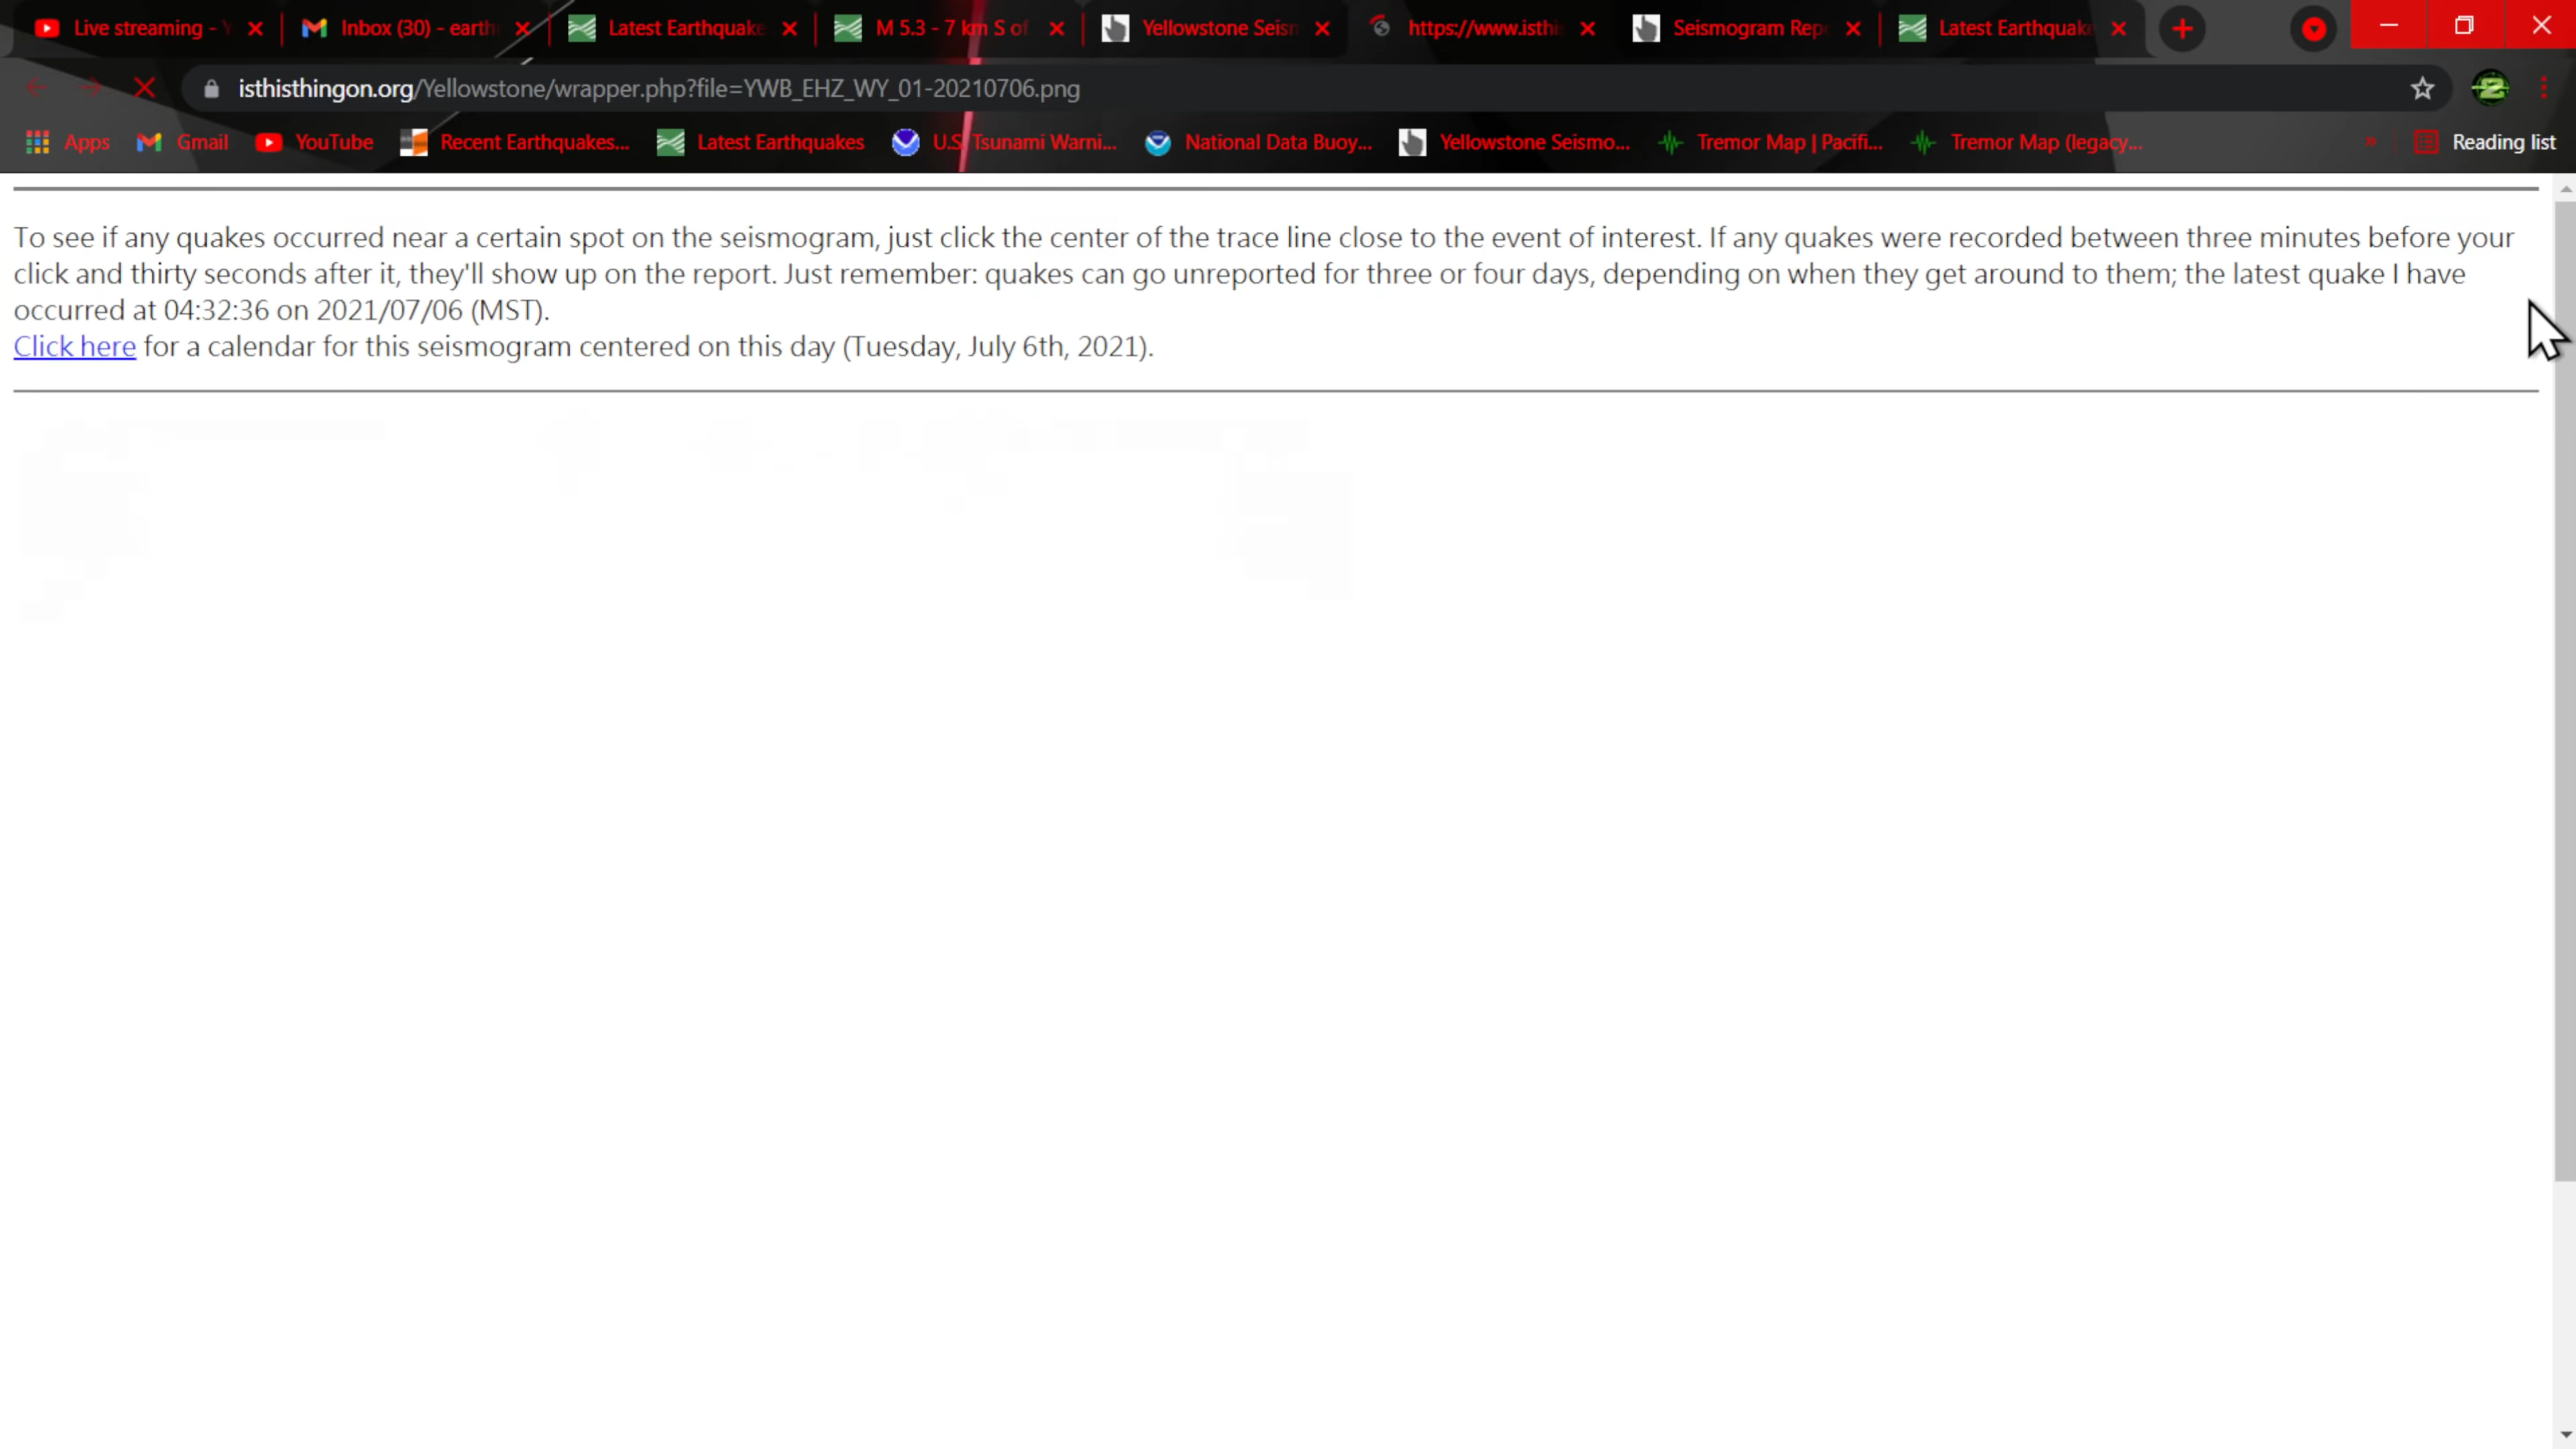 Live streaming - Y
Inbox (30) - earth
Latest Earthquake
M 5.3 - 7 km S of
Yellowstone Seism
https://www.isthi
Seismogram Repo
Latest Earthquake
isthisthingon.org/Yellowstone/wrapper.php?file=YWB_EHZ_WY_01-20210706.png
Apps
Gmail
YouTube
Recent Earthquakes...
Latest Earthquakes
U.S. Tsunami Warni...
National Data Buoy...
Yellowstone Seismo...
Tremor Map | Pacifi...
Tremor Map (legacy...
Reading list
To see if any quakes occurred near a certain spot on the seismogram, just click the center of the trace line close to the event of interest. If any quakes were recorded between three minutes before your
click and thirty seconds after it, they'll show up on the report. Just remember: quakes can go unreported for three or four days, depending on when they get around to them; the latest quake I have
occurred at 04:32:36 on 2021/07/06 (MST).
Click here for a calendar for this seismogram centered on this day (Tuesday, July 6th, 2021).